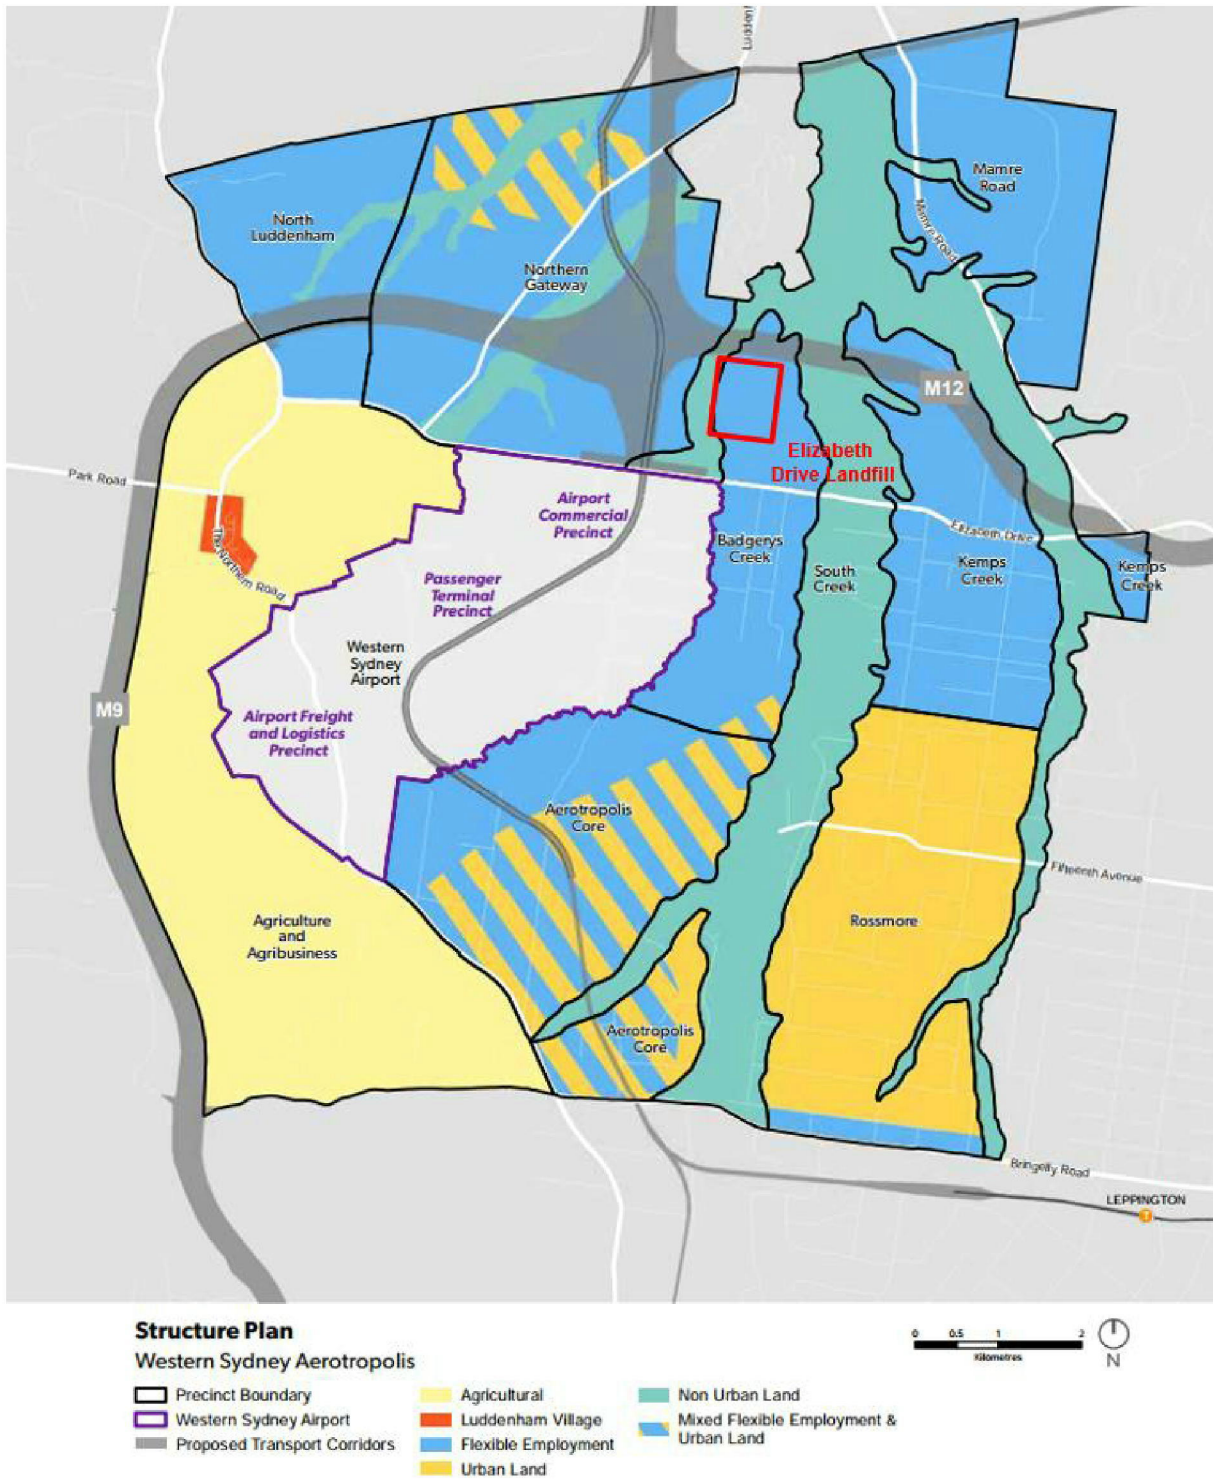 Ludden
Mamre
Road
North
Luddenham
Mamre Road
Northern
Gateway
M12
Elizabeth
Drive Landfill
Park Road
Airport
Commercial
Precinct
Elizabeth Drive
Badgerys
Creek
Kemps
Creek
Kemps
Creek
South
Creek
The Northern Road
Passenger
Terminal
Precinct
Western
Sydney
Airport
M9
Airport Freight
and Logistics
Precinct
Aerotropolis
Core
Fifteenth Avenue
Agriculture
and
Agribusiness
Rossmore
Aerotropolis
Core
Bringelly Road
LEPPINGTON
T
Structure Plan
Western Sydney Aerotropolis
0 0.5 1 2
Kilometres
N
Precinct Boundary
Western Sydney Airport
Proposed Transport Corridors
Agricultural
Luddenham Village
Flexible Employment
Urban Land
Non Urban Land
Mixed Flexible Employment &
Urban Land